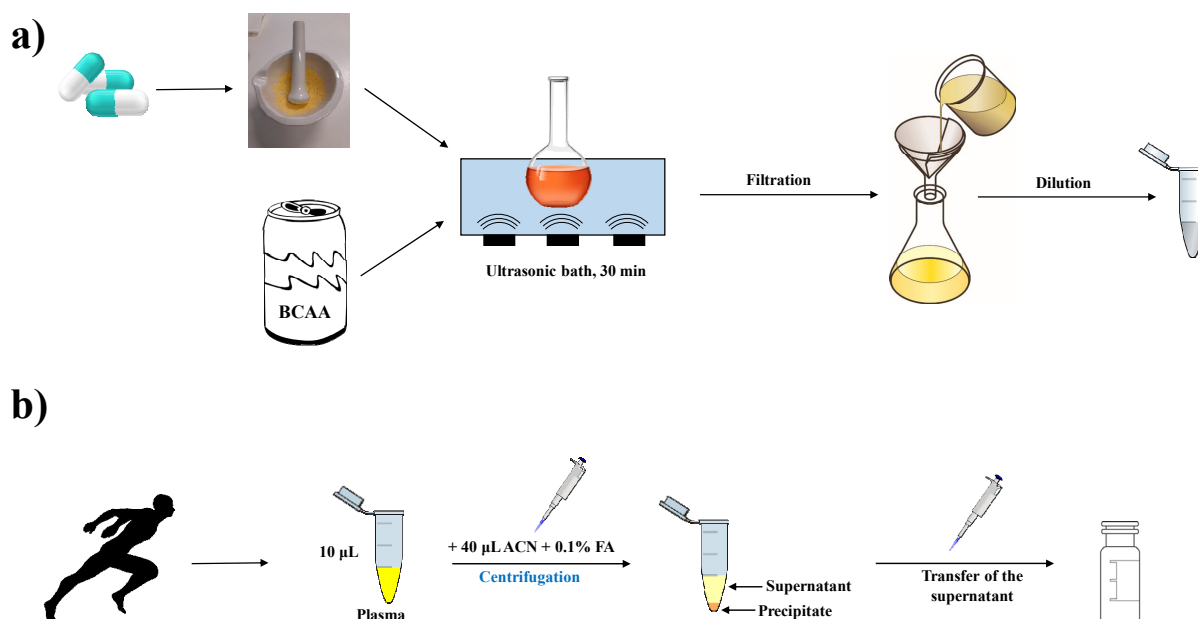 a)
BCAA
Ultrasonic bath, 30 min
Filtration
Dilution
b)
10 µL
Plasma
+ 40 µL ACN + 0.1% FA
Centrifugation
Supernatant
Precipitate
Transfer of the
supernatant